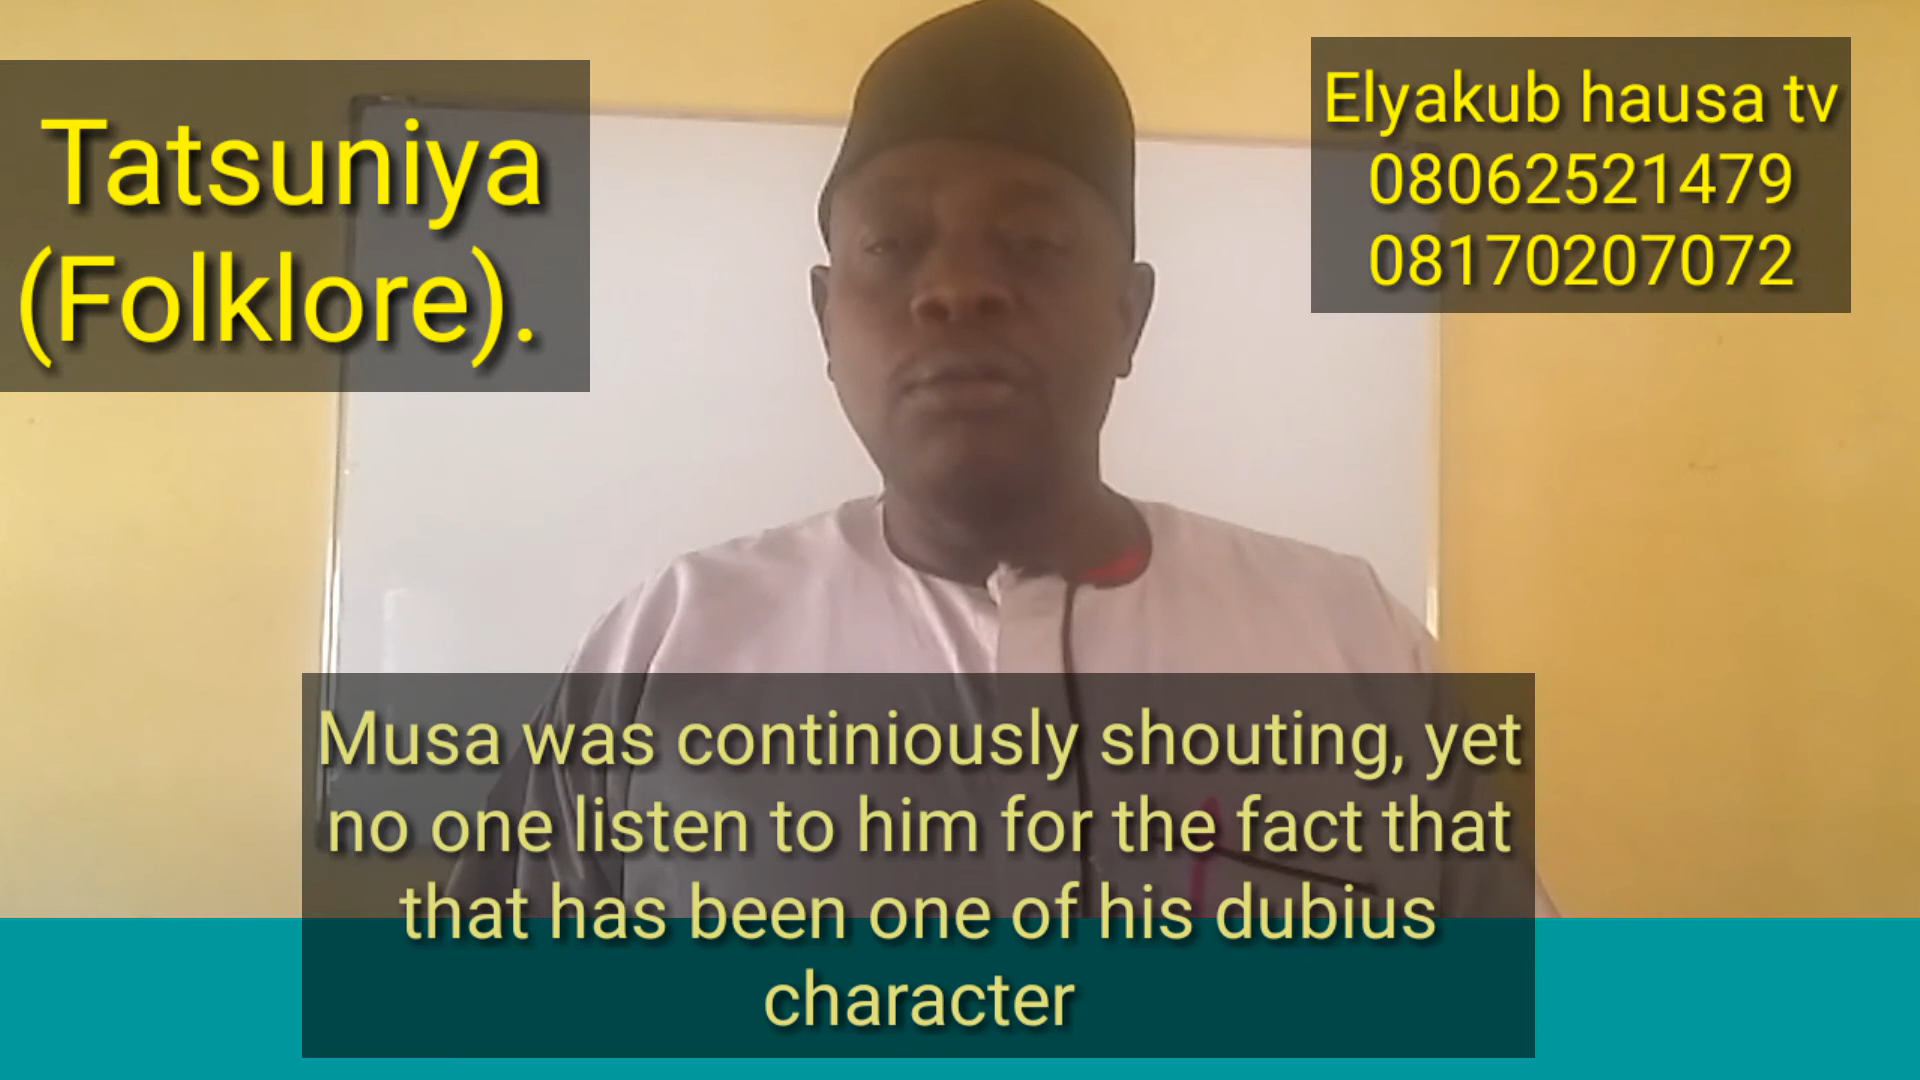 Tatsuniya
(Folklore).
Elyakub hausa tv
08062521479
08170207072
Musa was continiously shouting, yet
no one listen to him for the fact that
that has been one of his dubius
character